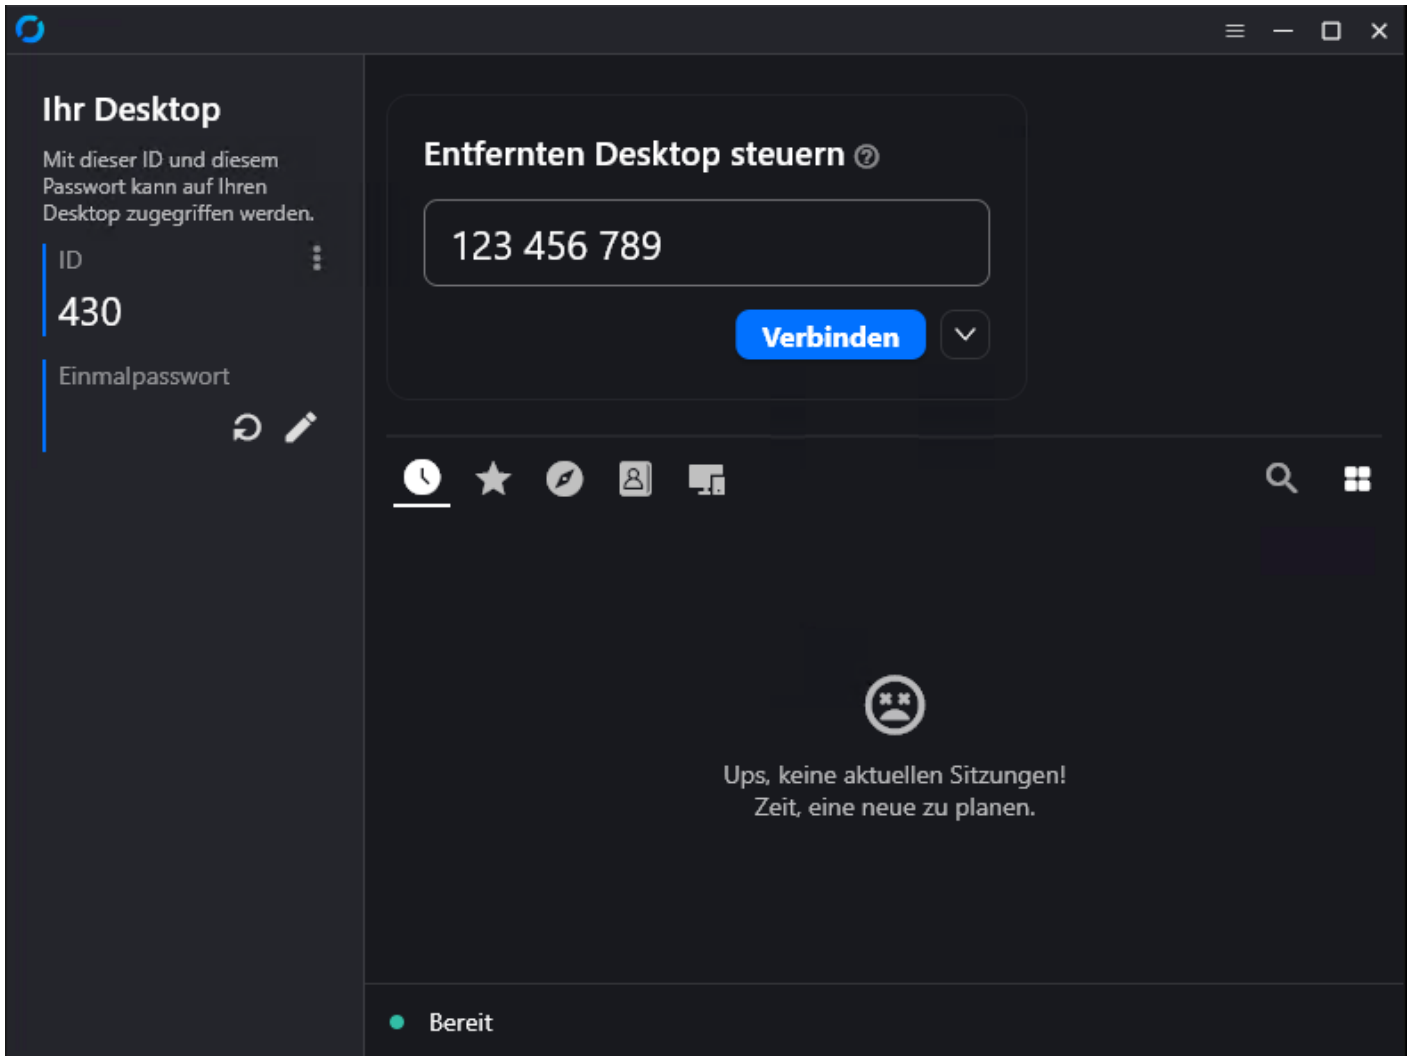 Ihr Desktop
Mit dieser ID und diesem
Passwort kann auf Ihren
Desktop zugegriffen werden.
ID
430
Einmalpasswort
Entfernten Desktop steuern
123 456 789
Verbinden
Ups, keine aktuellen Sitzungen!
Zeit, eine neue zu planen.
Bereit